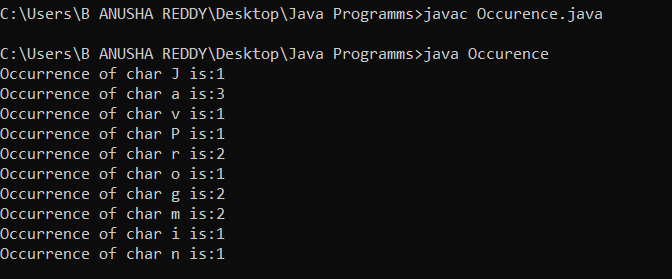 C:\Users\B ANUSHA REDDY\Desktop\Java Programms>javac Occurence.java
C:\Users\B ANUSHA REDDY\Desktop\Java Programms>java Occurence
Occurrence of char J is:1
Occurrence of char a is:3
Occurrence of char v is:1
Occurrence of char P is:1
Occurrence of char r is:2
Occurrence of char o is:1
Occurrence of char g is:2
Occurrence of char m is:2
Occurrence of char i is:1
Occurrence of char n is:1